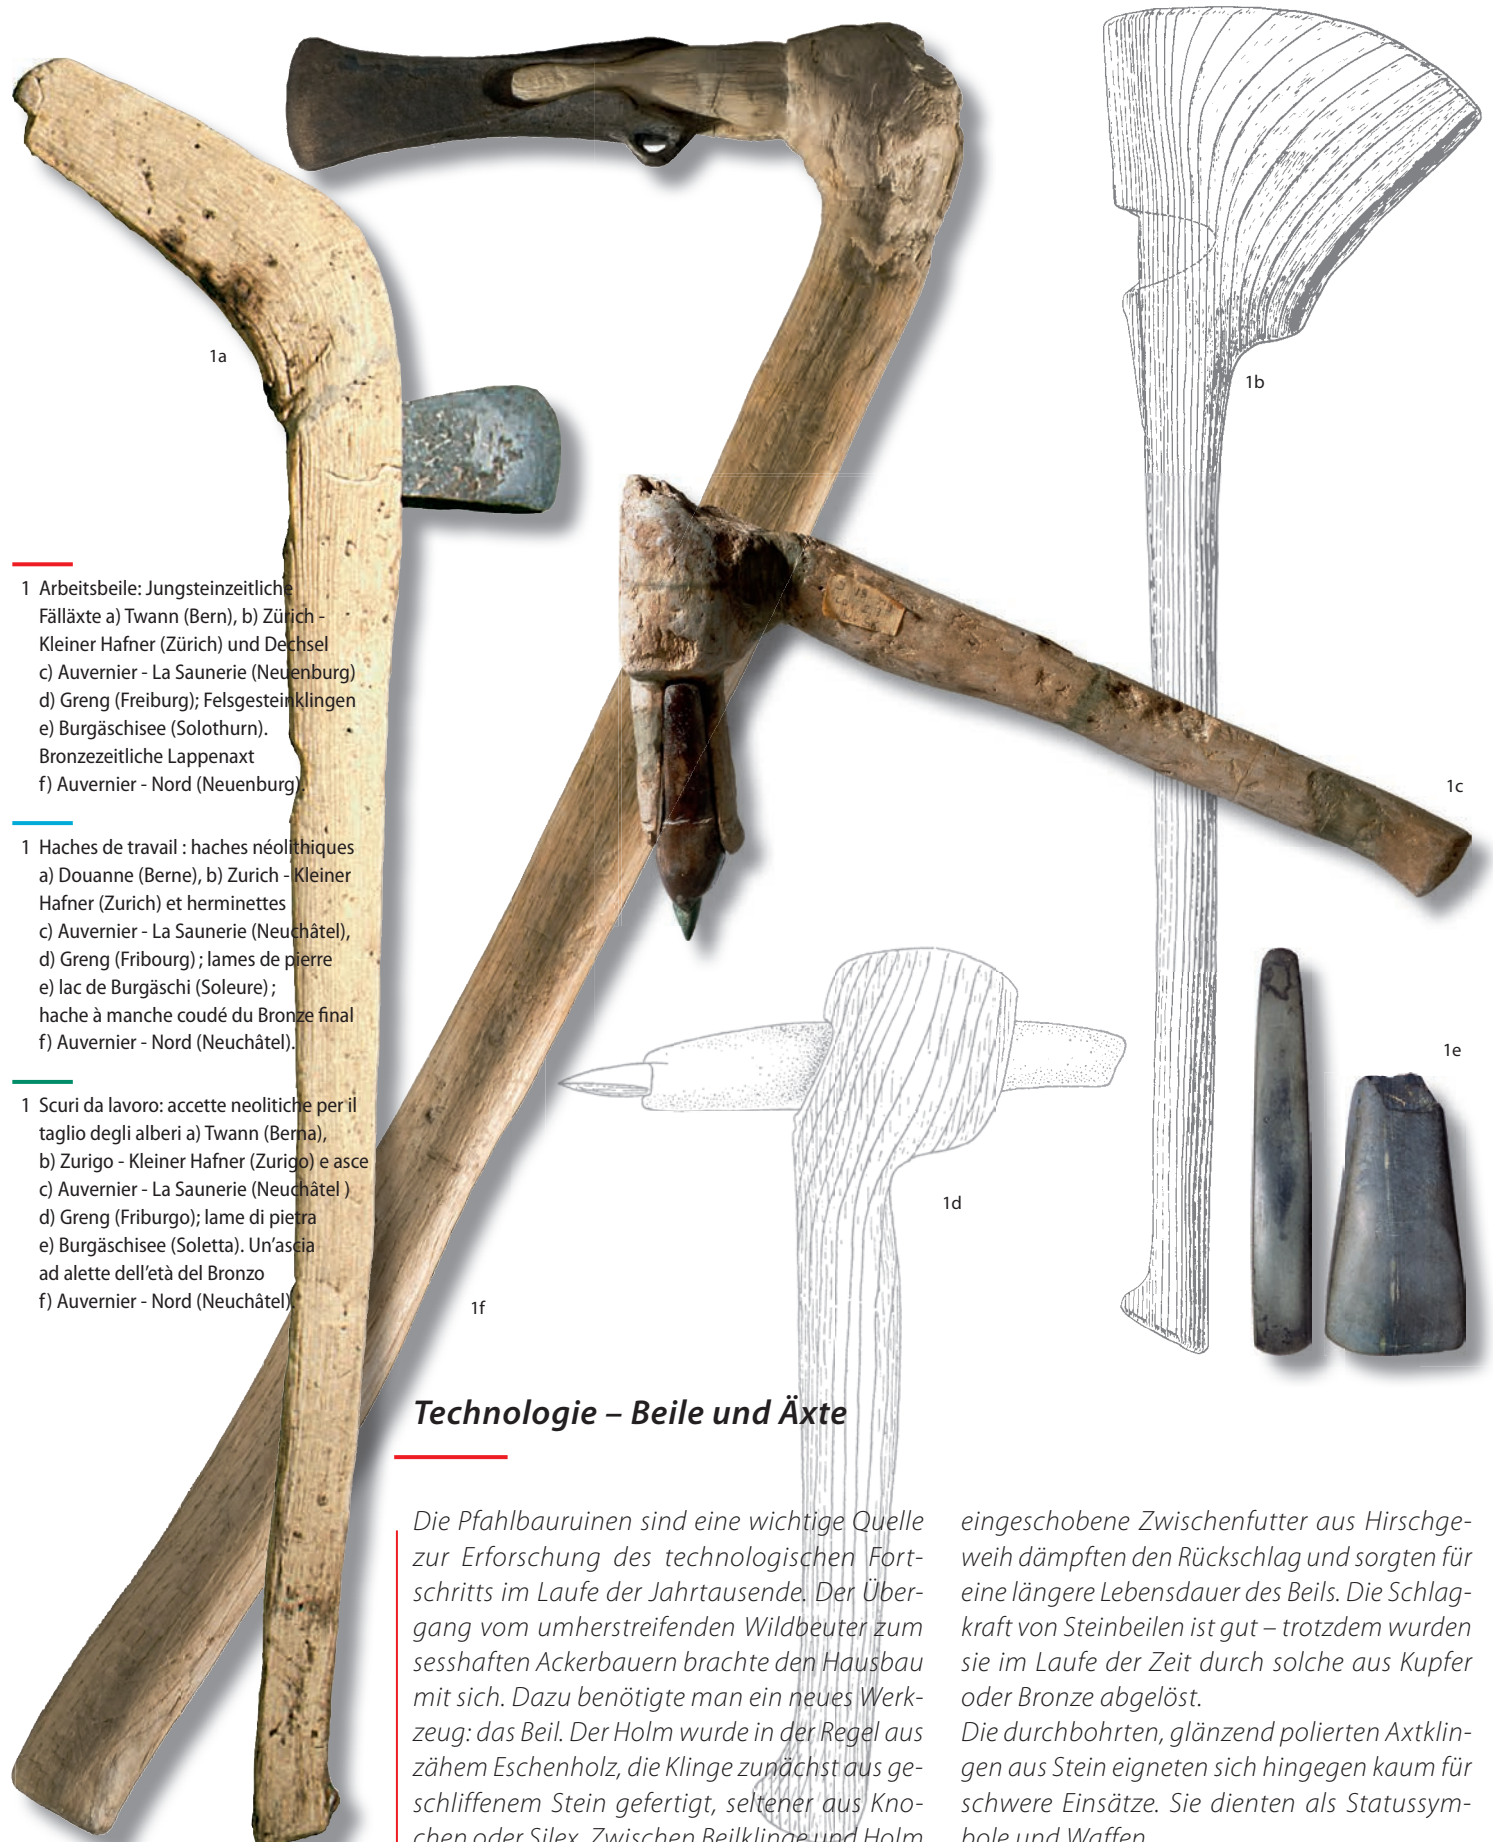 1a
1b
1 Arbeitsbeile: Jungsteinzeitliche
Fälläxte a) Twann (Bern), b) Zürich -
Kleiner Hafner (Zürich) und Dechsel
c) Auvernier - La Saunerie (Neuenburg)
d) Greng (Freiburg); Felsgesteinklingen
e) Burgäschisee (Solothurn).
Bronzezeitliche Lappenaxt
f) Auvernier - Nord (Neuenburg).
1c
1 Haches de travail : haches néolithiques
a) Douanne (Berne), b) Zurich - Kleiner
Hafner (Zurich) et herminettes
c) Auvernier - La Saunerie (Neuchâtel),
d) Greng (Fribourg) ; lames de pierre
e) lac de Burgäschi (Soleure) ;
hache à manche coudé du Bronze final
f) Auvernier - Nord (Neuchâtel).
1e
1 Scuri da lavoro: accette neolitiche per il
taglio degli alberi a) Twann (Berna),
b) Zurigo - Kleiner Hafner (Zurigo) e asce
c) Auvernier - La Saunerie (Neuchâtel )
d) Greng (Friburgo); lame di pietra
e) Burgäschisee (Soletta). Un'ascia
ad alette dell'età del Bronzo
f) Auvernier - Nord (Neuchâtel)
1d
1f
Technologie – Beile und Äxte
Die Pfahlbauruinen sind eine wichtige Quelle
zur Erforschung des technologischen Fort-
schritts im Laufe der Jahrtausende. Der Über-
gang vom umherstreifenden Wildbeuter zum
sesshaften Ackerbauern brachte den Hausbau
mit sich. Dazu benötigte man ein neues Werk-
zeug: das Beil. Der Holm wurde in der Regel aus
zähem Eschenholz, die Klinge zunächst aus ge-
schliffenem Stein gefertigt, seltener aus Kno-
chen oder Silex. Zwischen Beilklinge und Holm
eingeschobene Zwischenfutter aus Hirschge-
weih dämpften den Rückschlag und sorgten für
eine längere Lebensdauer des Beils. Die Schlag-
kraft von Steinbeilen ist gut – trotzdem wurden
sie im Laufe der Zeit durch solche aus Kupfer
oder Bronze abgelöst.
Die durchbohrten, glänzend polierten Axtklin-
gen aus Stein eigneten sich hingegen kaum für
schwere Einsätze. Sie dienten als Statussym-
bole und Waffen.